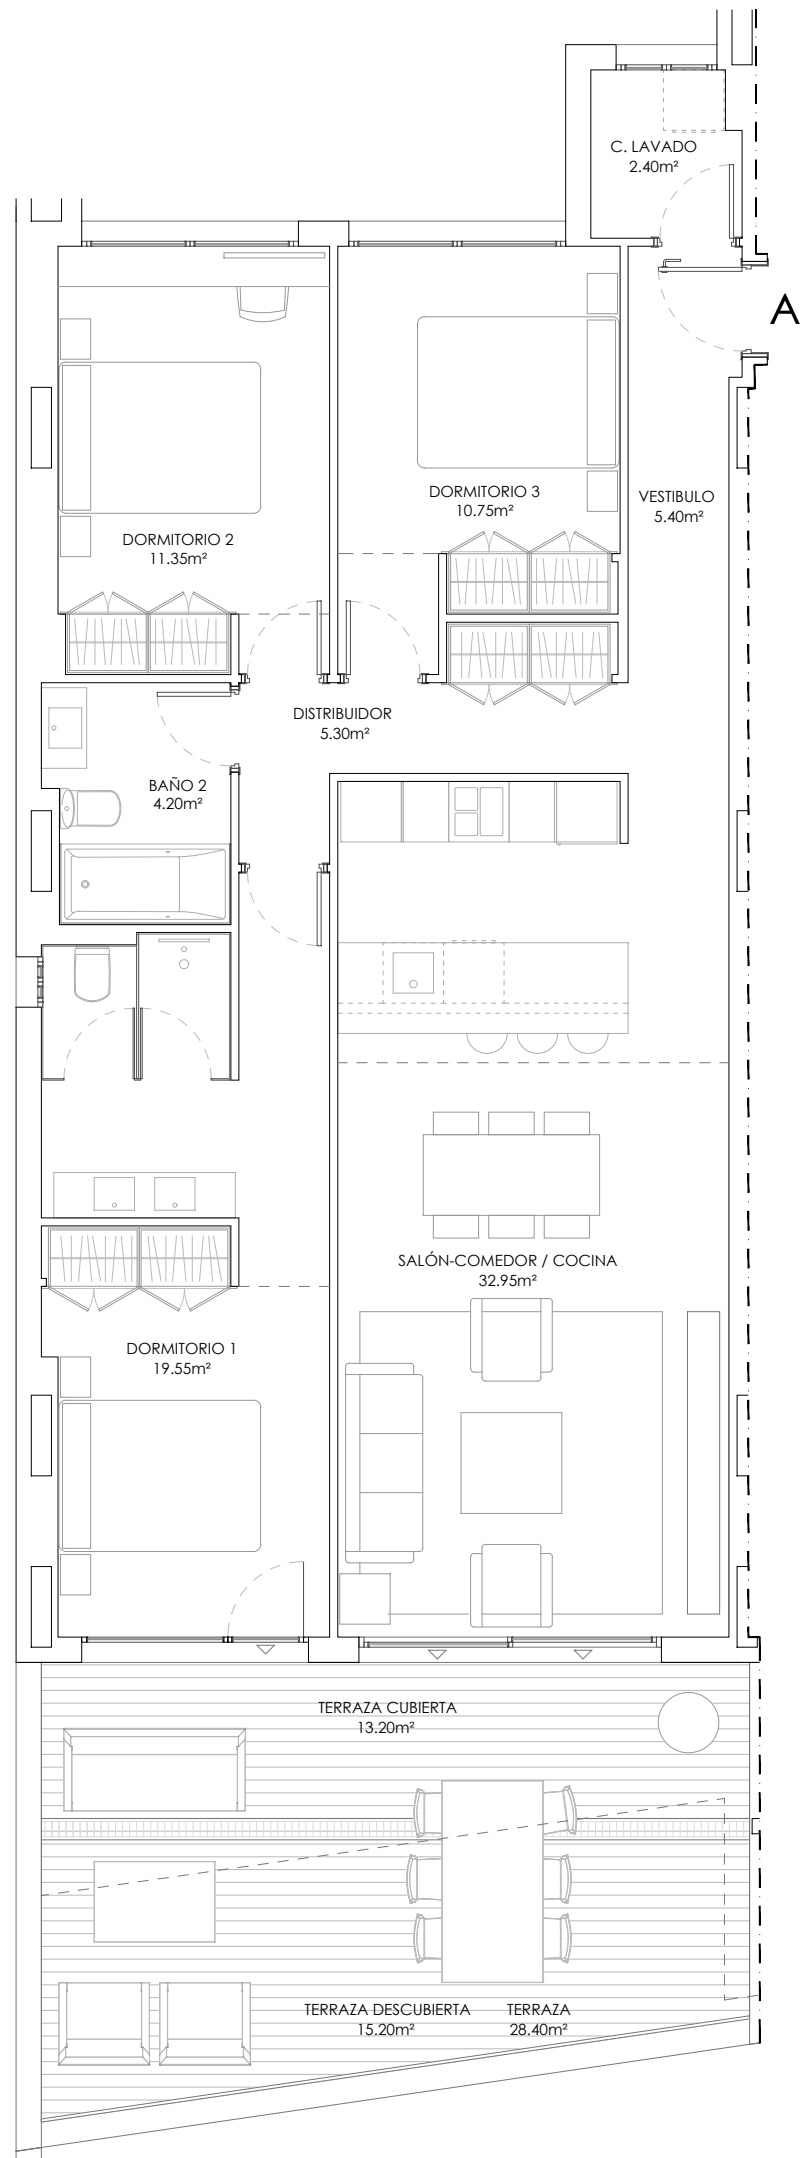 C. LAVADO
2.40m²
A
DORMITORIO 3
10.75m²
VESTIBULO
5.40m²
DORMITORIO 2
11.35m²
DISTRIBUIDOR
5.30m²
BAÑO 2
4.20m²
SALÓN-COMEDOR / COCINA
32.95m²
DORMITORIO 1
19.55m²
TERRAZA CUBIERTA
13.20m²
TERRAZA DESCUBIERTA
15.20m²
TERRAZA
28.40m²